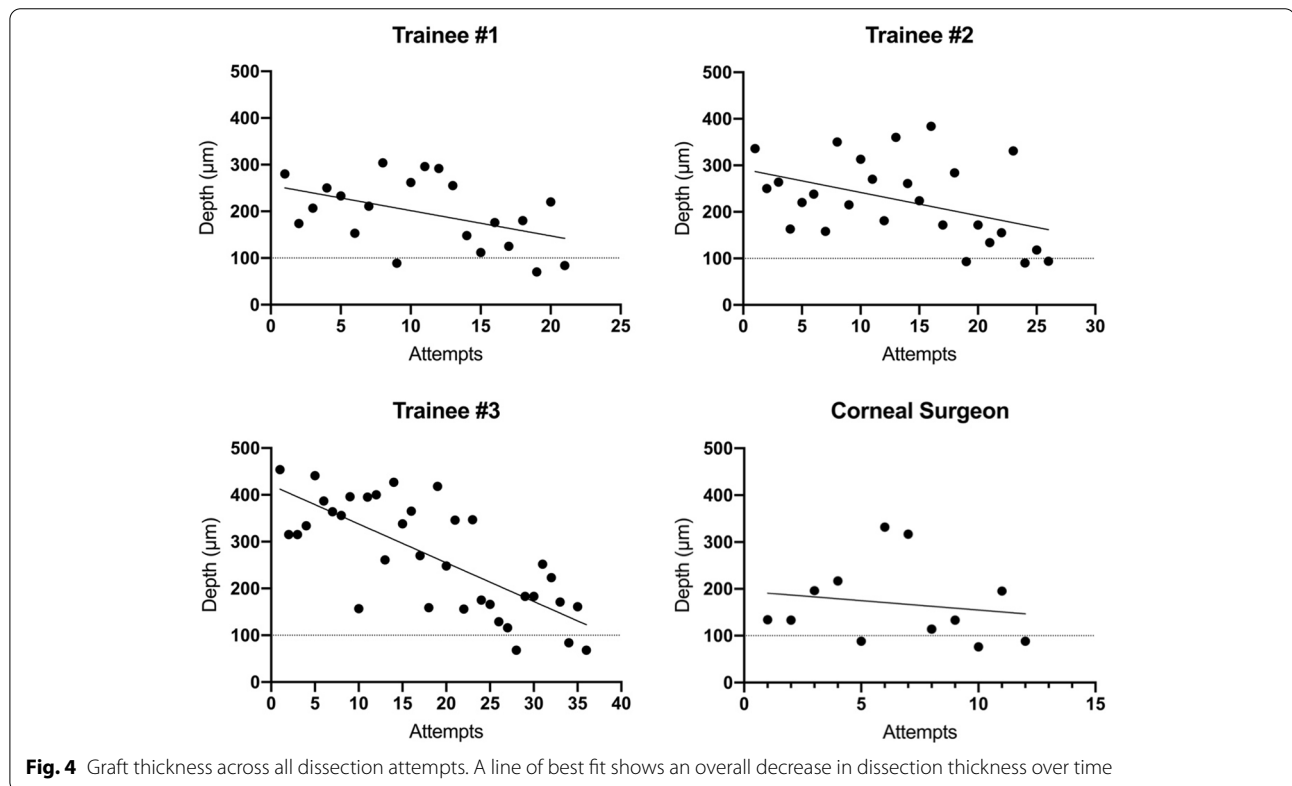 Trainee #1
500
400
300
200
100
0
Depth (µm)
0 5 10 15 20 25
Attempts
Trainee #2
500
400
300
200
100
0
Depth (µm)
0 5 10 15 20 25 30
Attempts
Trainee #3
500
400
300
200
100
0
Depth (µm)
0 5 10 15 20 25 30 35 40
Attempts
Corneal Surgeon
500
400
300
200
100
0
Depth (µm)
0 5 10 15
Attempts
Fig. 4 Graft thickness across all dissection attempts. A line of best fit shows an overall decrease in dissection thickness over time